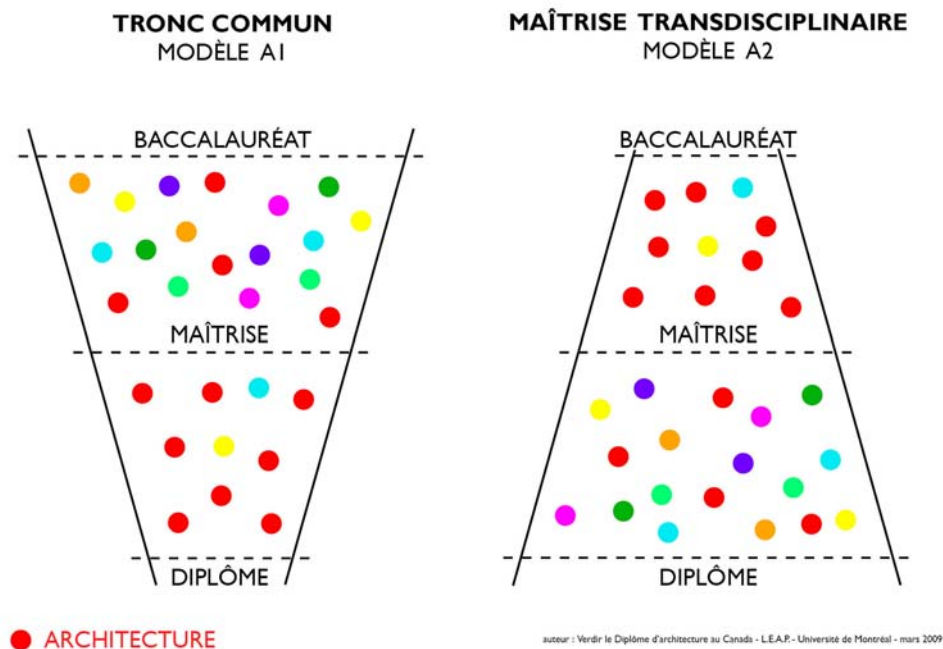 TRONC COMMUN
MODÈLE A1
BACCALAURÉAT
MAÎTRISE
DIPLÔME
MAÎTRISE TRANSDISCIPLINAIRE
MODÈLE A2
BACCALAURÉAT
MAÎTRISE
DIPLÔME
ARCHITECTURE
auteur : Verdir le Diplôme d'architecture au Canada - L.E.A.P. - Université de Montréal - mars 2009